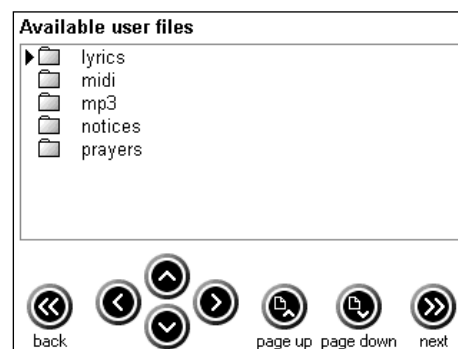 Available user files
lyrics
midi
mp3
notices
prayers
back page up page down next